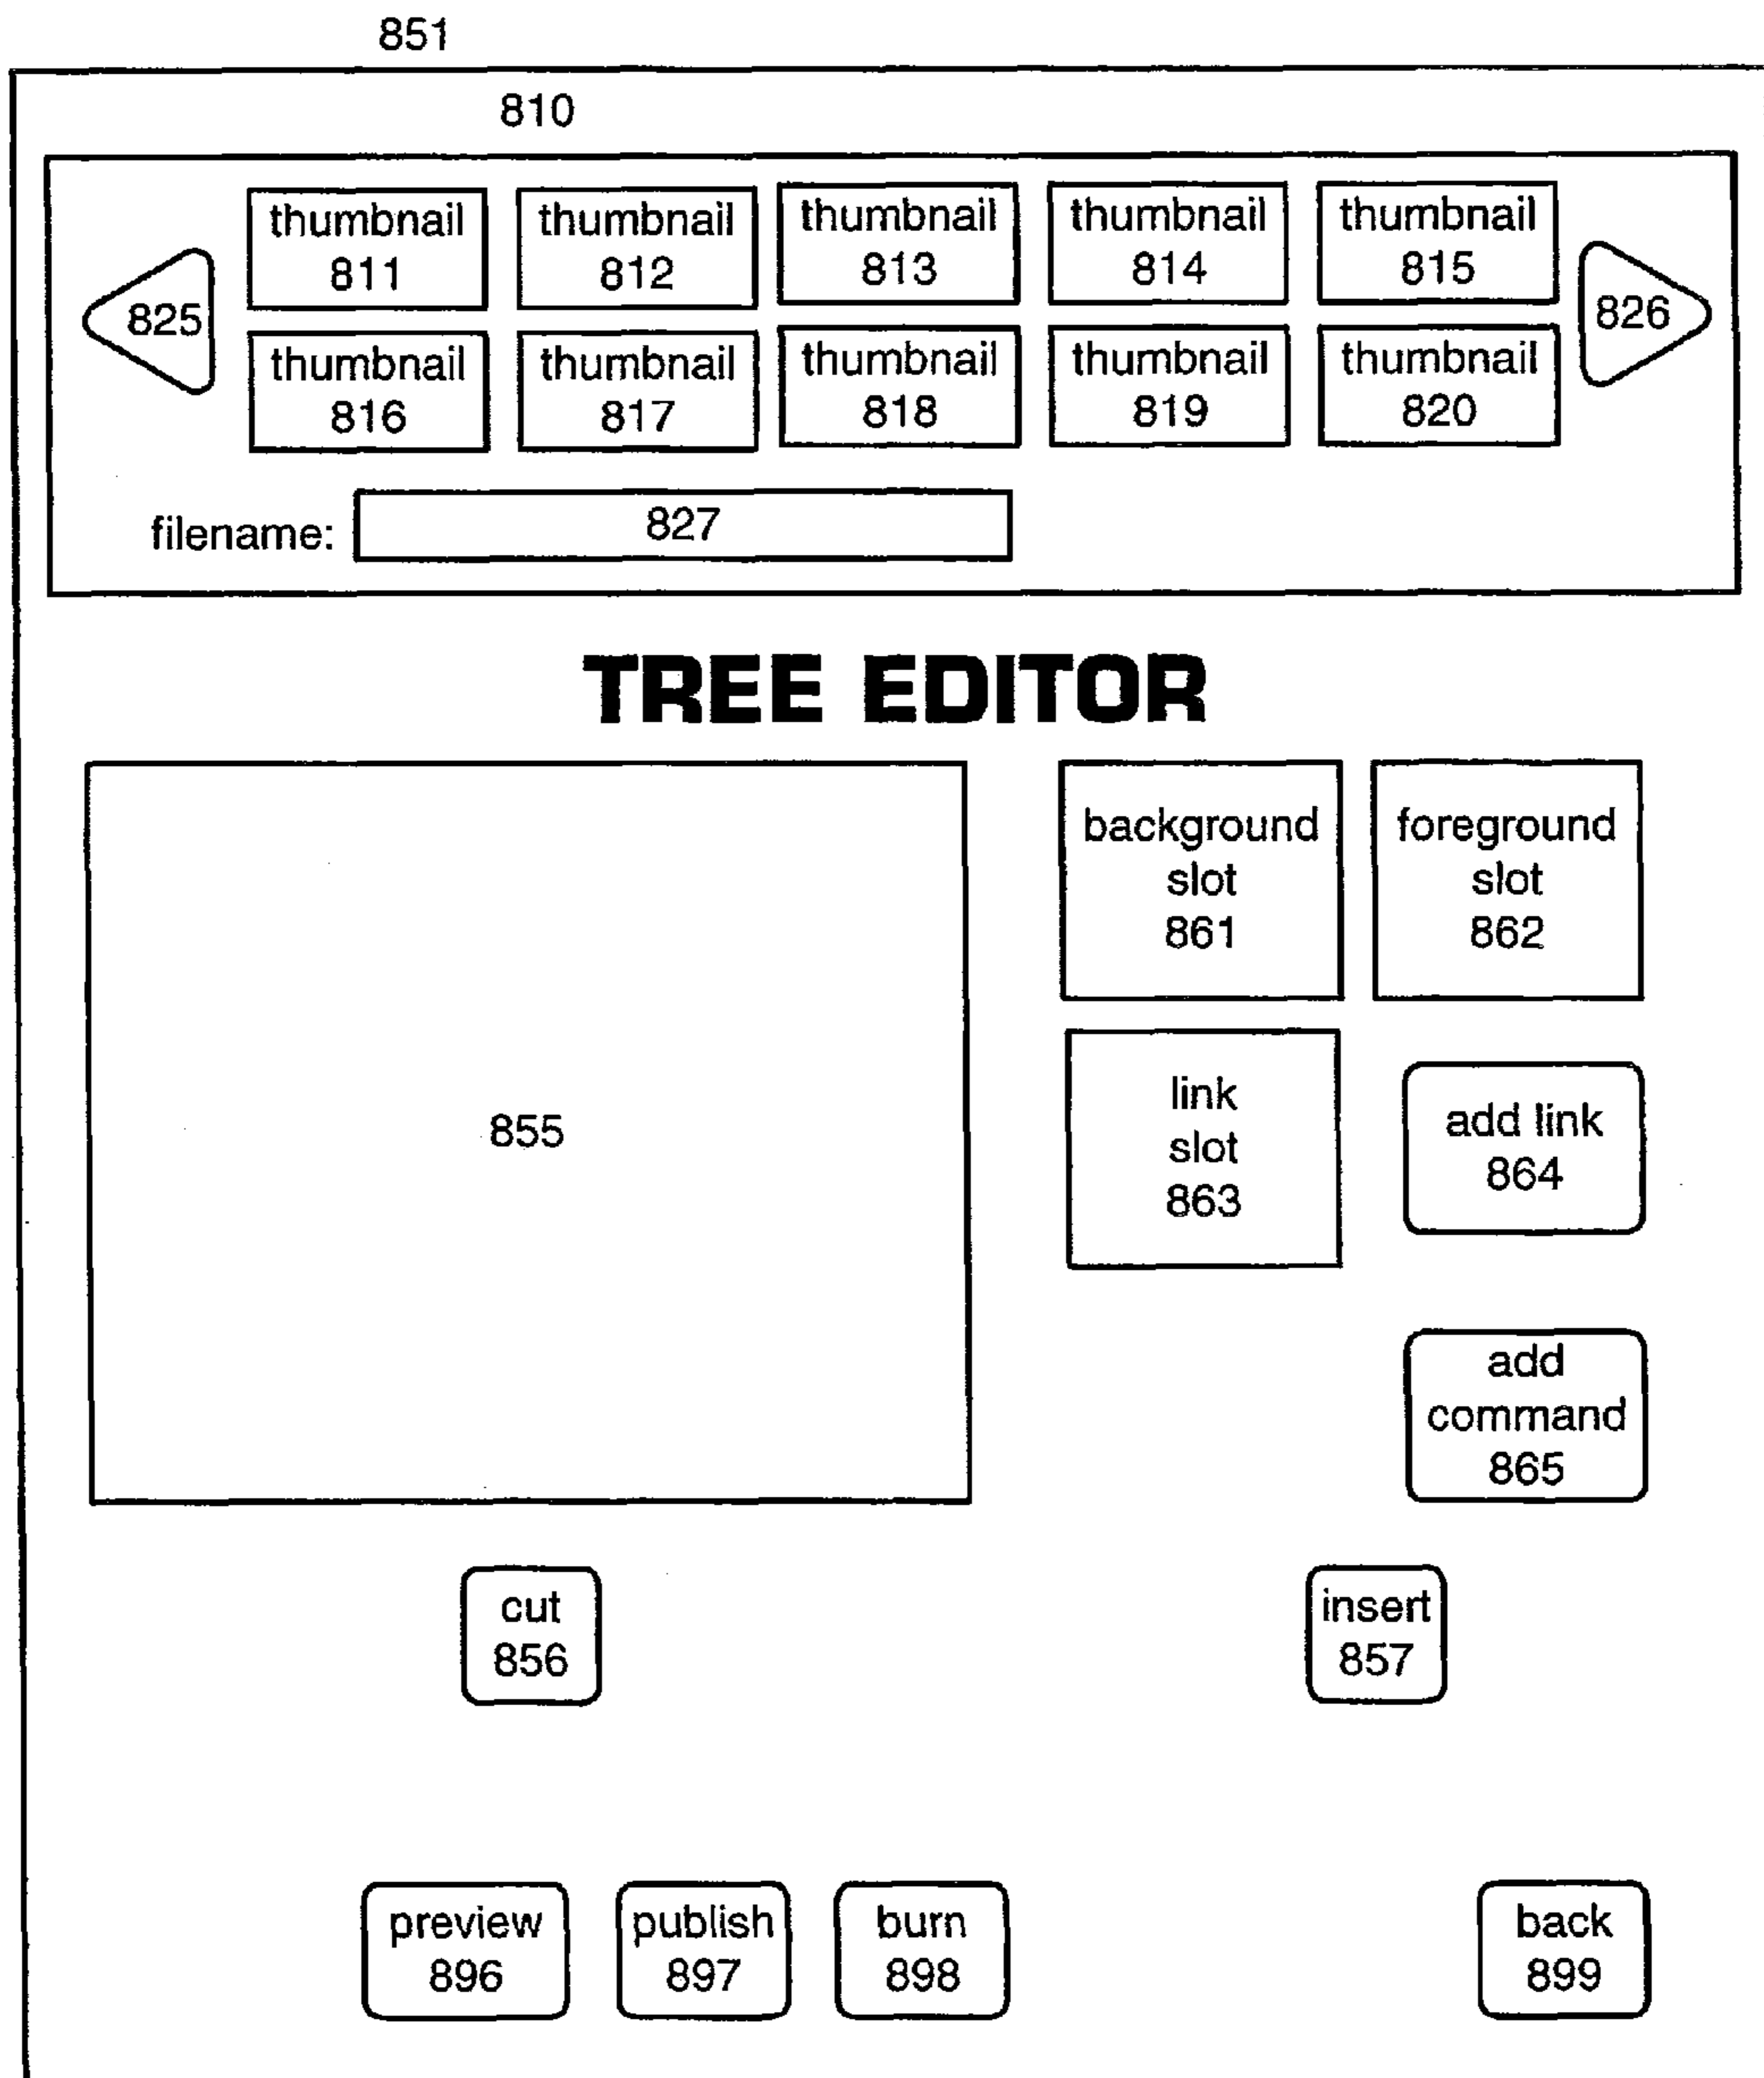 851
810
thumbnail
811
thumbnail
812
thumbnail
813
thumbnail
814
thumbnail
815
825
826
thumbnail
816
thumbnail
817
thumbnail
818
thumbnail
819
thumbnail
820
filename:
827
TREE EDITOR
855
background
slot
861
foreground
slot
862
link
slot
863
add link
864
add
command
865
cut
856
insert
857
preview
896
publish
897
burn
898
back
899